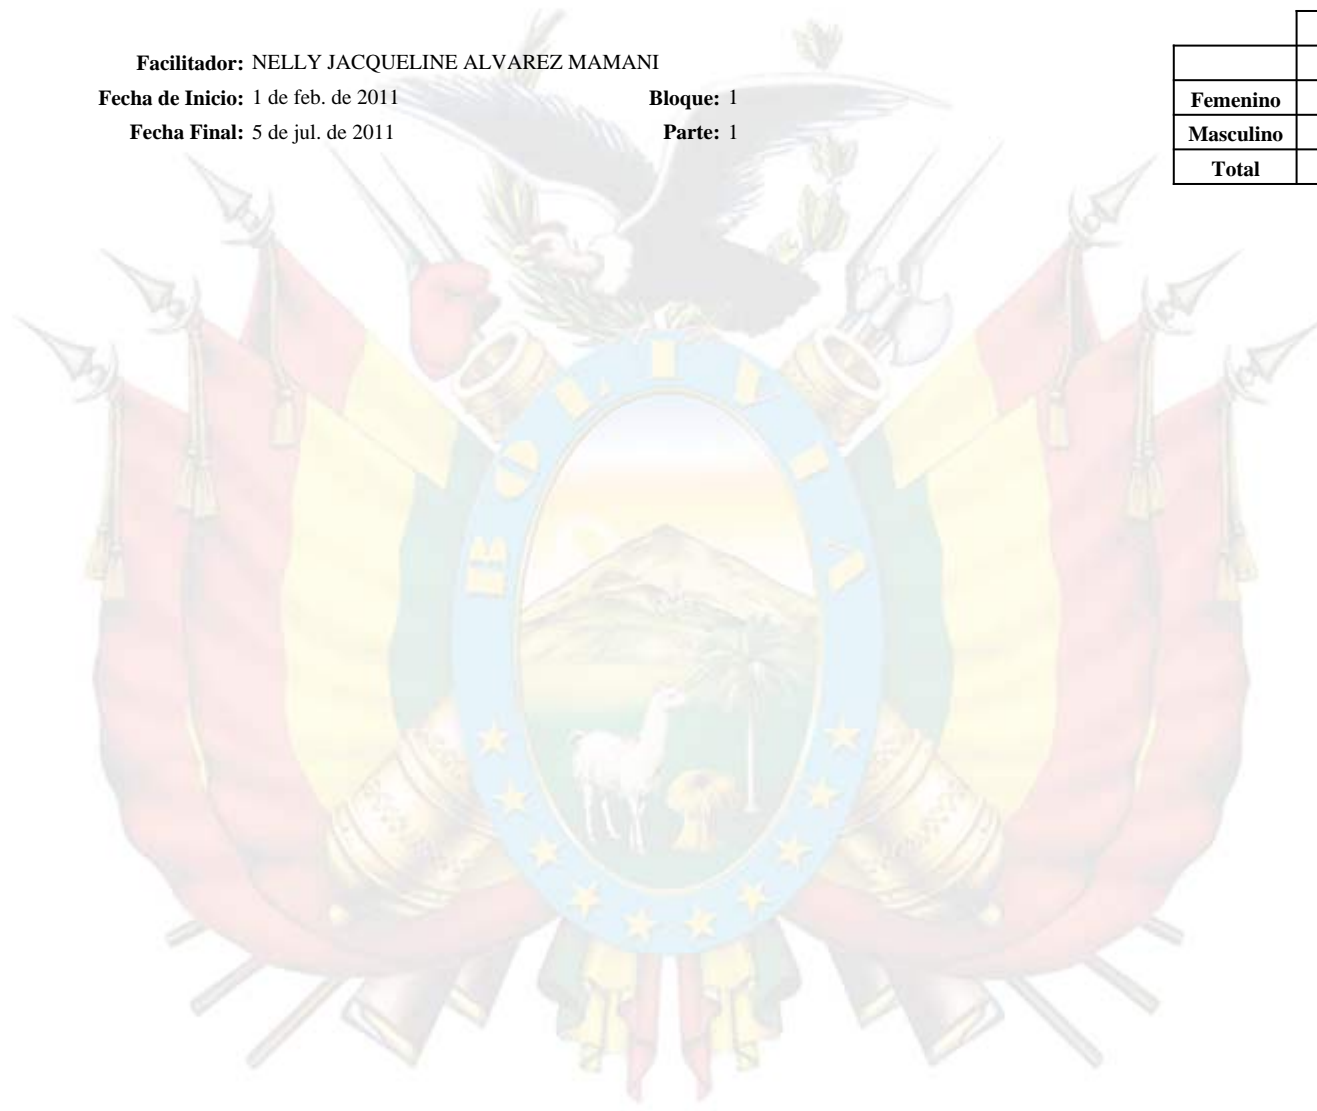 Facilitador: NELLY JACQUELINE ALVAREZ MAMANI
Fecha de Inicio: 1 de feb. de 2011 Bloque: 1
Fecha Final: 5 de jul. de 2011 Parte: 1
Femenino
Masculino
Total
BOLIVIA